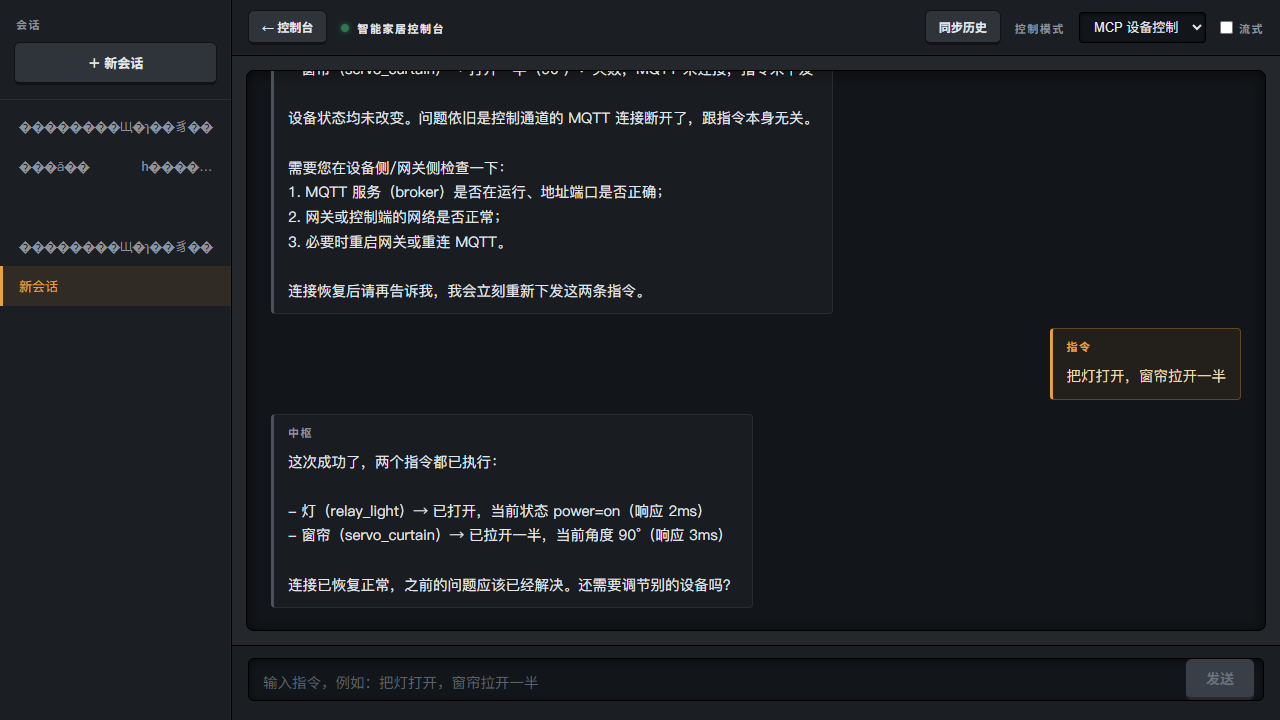 会话
+ 新会话
新会话
← 控制台
智能家居控制台
同步历史
控制模式
MCP 设备控制
流式
设备状态均未改变。问题依旧是控制通道的 MQTT 连接断开了，跟指令本身无关。
需要您在设备侧/网关侧检查一下：
1. MQTT 服务（broker）是否在运行、地址端口是否正确；
2. 网关或控制端的网络是否正常；
3. 必要时重启网关或重连 MQTT。
连接恢复后请再告诉我，我会立刻重新下发这两条指令。
指令
把灯打开，窗帘拉开一半
中枢
这次成功了，两个指令都已执行：
- 灯（relay_light）→ 已打开，当前状态 power=on（响应 2ms）
- 窗帘（servo_curtain）→ 已拉开一半，当前角度 90°（响应 3ms）
连接已恢复正常，之前的问题应该已经解决。还需要调节别的设备吗？
输入指令，例如：把灯打开，窗帘拉开一半
发送